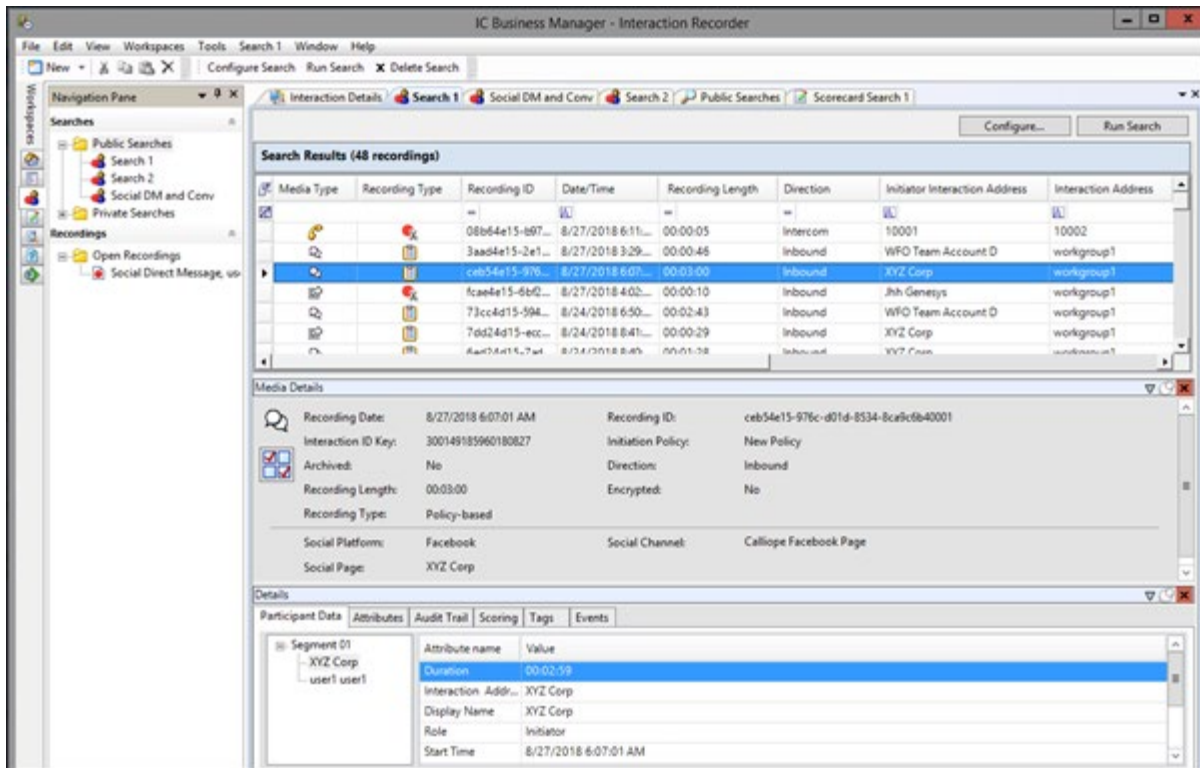 IC Business Manager - Interaction Recorder
File Edit View Workspaces Tools Search 1 Window Help
New Configure Search Run Search Delete Search
Workspaces
Navigation Pane
Searches
Public Searches
Search 1
Search 2
Social DM and Conv
Private Searches
Recordings
Open Recordings
Social Direct Message, us
Interaction Details Search 1 Social DM and Conv Search 2 Public Searches Scorecard Search 1
Configure... Run Search
Search Results (48 recordings)
Media Type Recording Type Recording ID Date/Time Recording Length Direction Initiator Interaction Address Interaction Address
08b64e15-b97... 8/27/2018 6:11:... 00:00:05 Intercom 10001 10002
3aad4e15-2e1... 8/27/2018 3:29:... 00:00:46 Inbound WFO Team Account D workgroup1
ceb54e15-976... 8/27/2018 6:07:... 00:03:00 Inbound XYZ Corp workgroup1
fcae4e15-6bf2... 8/27/2018 4:02:... 00:00:10 Inbound Jhh Genesys workgroup1
73cc4d15-594... 8/24/2018 6:50:... 00:02:43 Inbound WFO Team Account D workgroup1
7dd24d15-ecc... 8/24/2018 8:41:... 00:00:29 Inbound XYZ Corp workgroup1
00:01:28 Inbound XYZ Corp workgroup1
Media Details
Recording Date: 8/27/2018 6:07:01 AM Recording ID: ceb54e15-976c-d01d-8534-8ca9c6b40001
Interaction ID Key: 300149185960180827 Initiation Policy: New Policy
Archived: No Direction: Inbound
Recording Length: 00:03:00 Encrypted: No
Recording Type: Policy-based
Social Platform: Facebook Social Channel: Calliope Facebook Page
Social Page: XYZ Corp
Details
Participant Data Attributes Audit Trail Scoring Tags Events
Segment 01
XYZ Corp
user1 user1
Attribute name Value
Duration 00:02:59
Interaction Addr... XYZ Corp
Display Name XYZ Corp
Role Initiator
Start Time 8/27/2018 6:07:01 AM